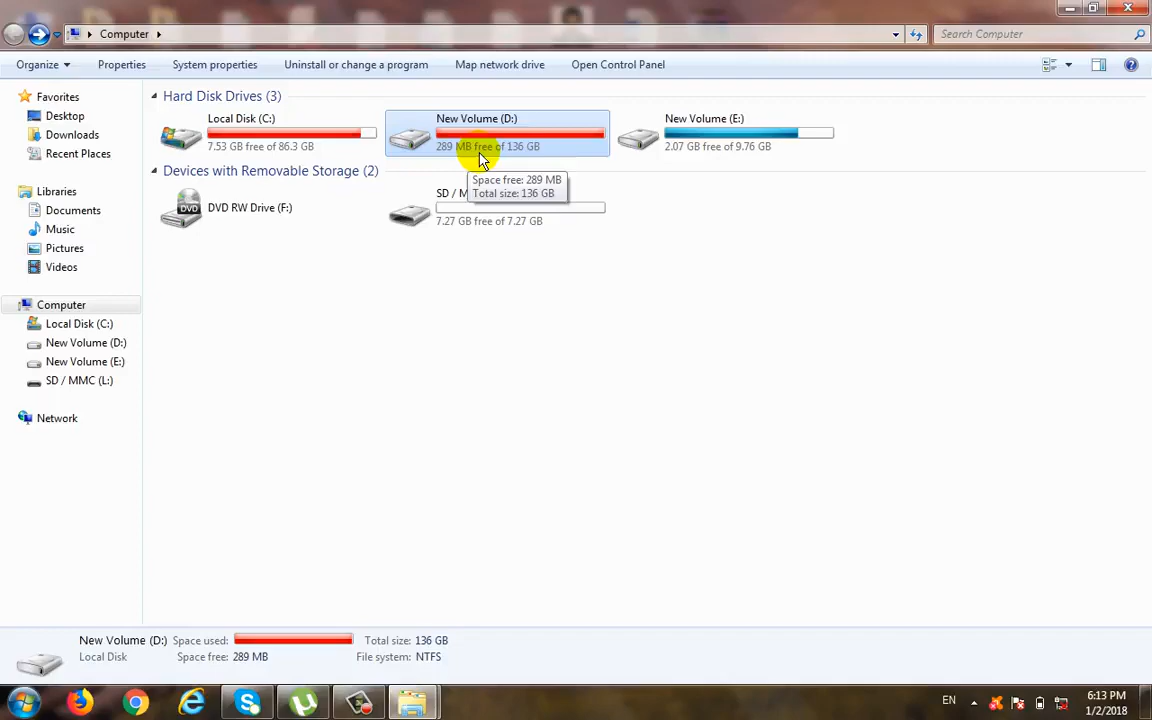 Computer
Search Computer
Organize
Properties
System properties
Uninstall or change a program
Map network drive
Open Control Panel
Favorites
Desktop
Downloads
Recent Places
Libraries
Documents
Music
Pictures
Videos
Computer
Local Disk (C:)
New Volume (D:)
New Volume (E:)
SD / MMC (L:)
Network
Hard Disk Drives (3)
Local Disk (C:)
7.53 GB free of 86.3 GB
New Volume (D:)
289 MB free of 136 GB
New Volume (E:)
2.07 GB free of 9.76 GB
Devices with Removable Storage (2)
DVD
DVD RW Drive (F:)
SD / M
7.27 GB free of 7.27 GB
Space free: 289 MB
Total size: 136 GB
New Volume (D:) Space used: Total size: 136 GB
Local Disk Space free: 289 MB File system: NTFS
EN
6:13 PM
1/2/2018